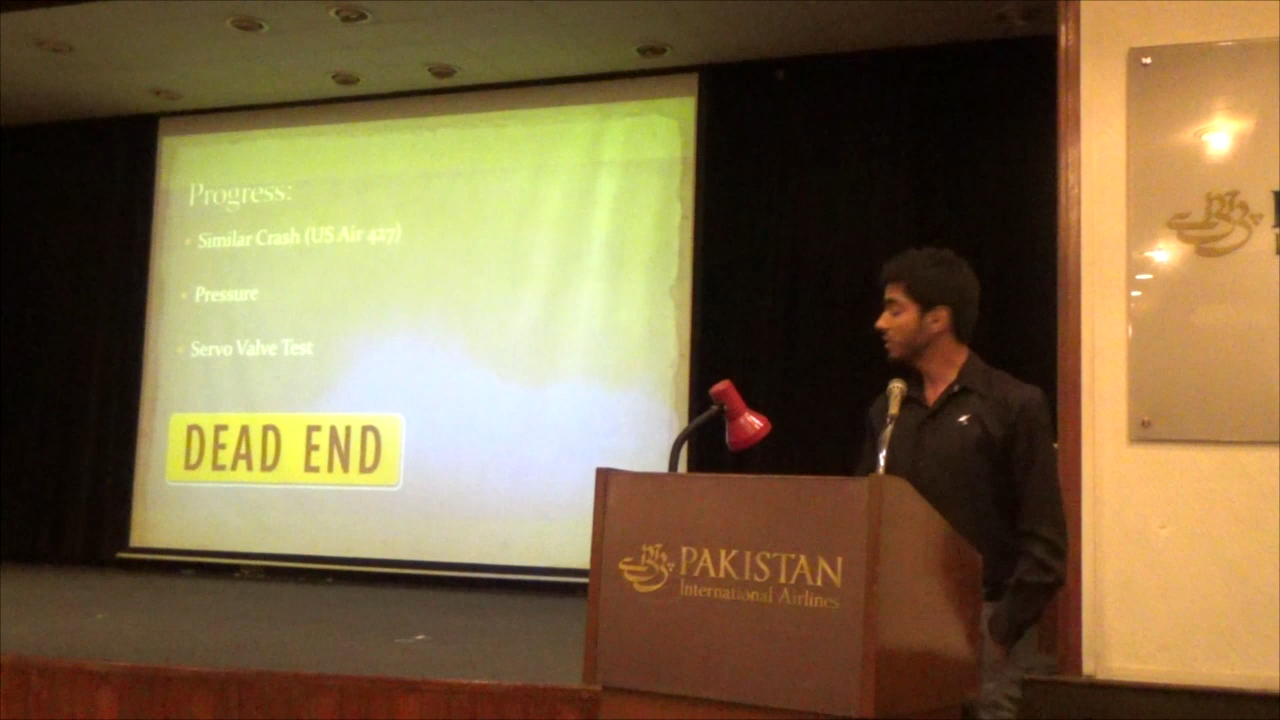 Progress:
Similar Crash (US Air 427)
Pressure
Servo Valve Test
DEAD END
PAKISTAN
International Airlines